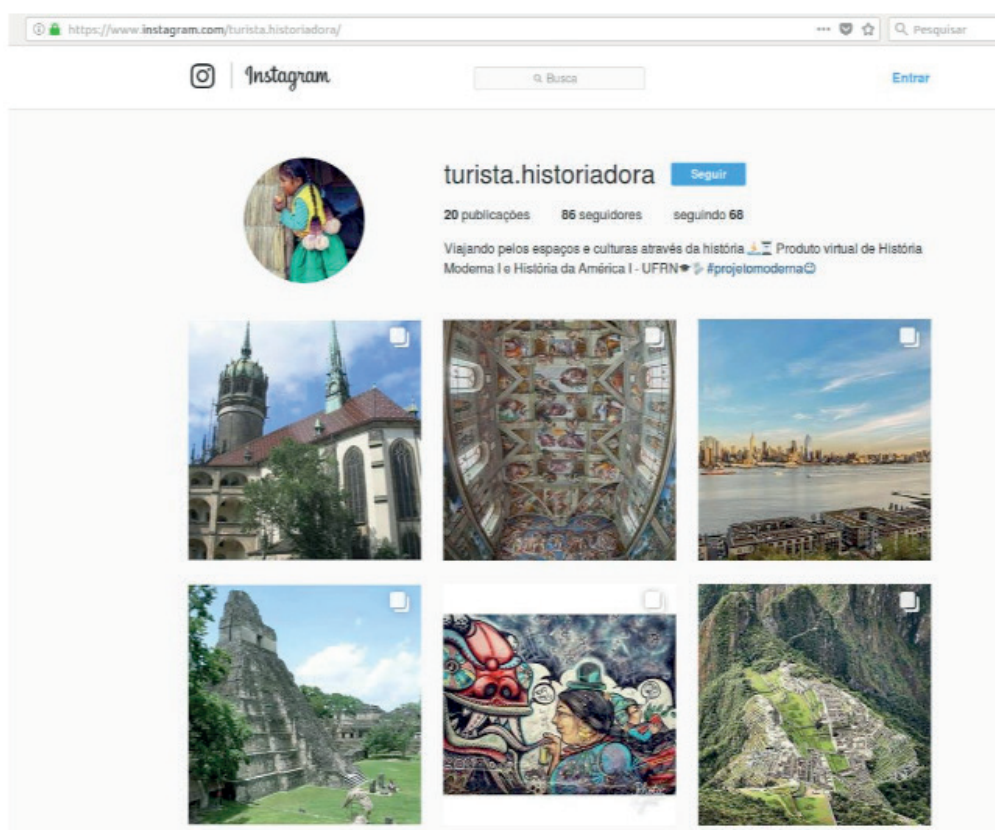 https://www.instagram.com/turista.historiadora/
Pesquisar
Instagram
Busca
Entrar
turista.historiadora
Seguir
20 publicações 86 seguidores seguindo 68
Viajando pelos espaços e culturas através da história Produto virtual de História
Moderna I e História da América I - UFRN #projetomoderna